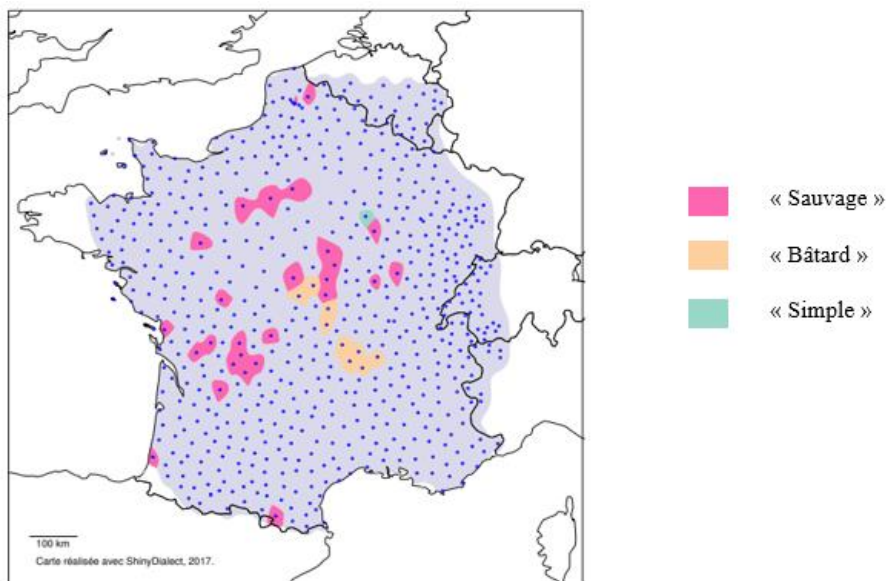 « Sauvage »
« Bâtard »
« Simple »
100 km
Carte réalisée avec ShinyDialect, 2017.